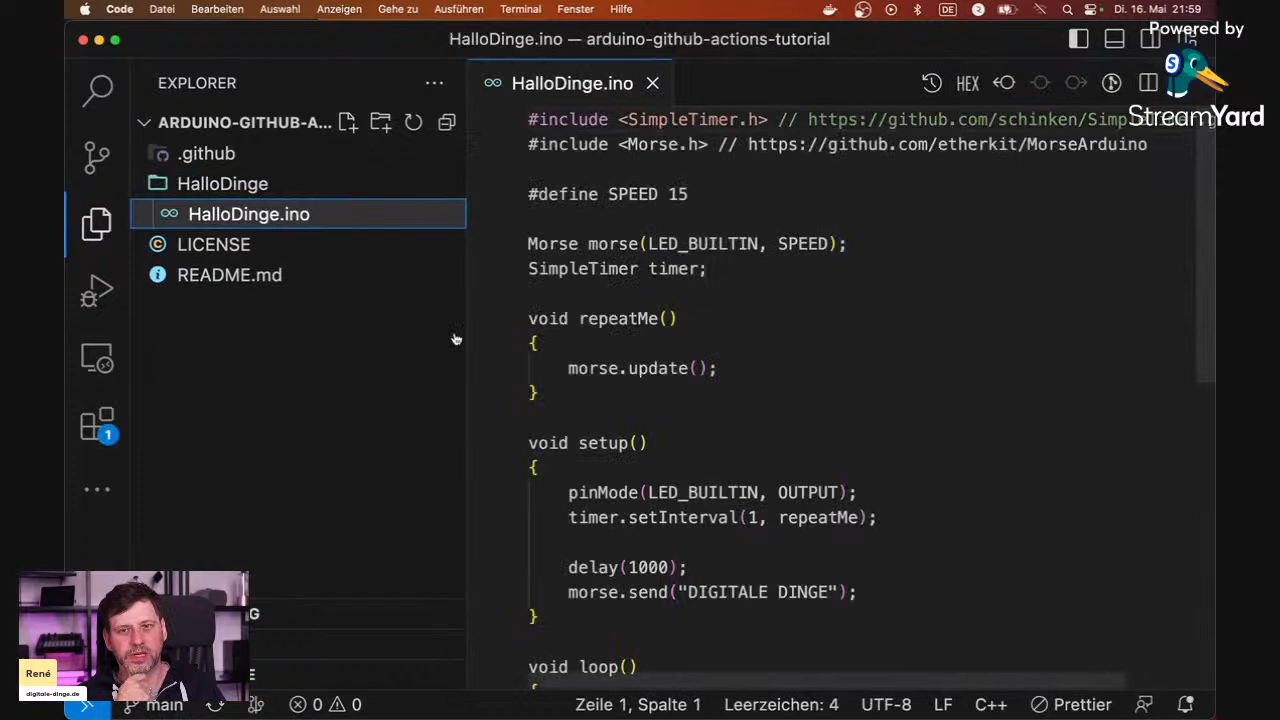 Code Datei Bearbeiten Auswahl Anzeigen Gehe zu Ausführen Terminal Fenster Hilfe DE Di. 16. Mai 21:59
Powered by
StreamYard
HalloDinge.ino — arduino-github-actions-tutorial
EXPLORER
HalloDinge.ino
HEX
ARDUINO-GITHUB-A...
.github
HalloDinge
HalloDinge.ino
LICENSE
README.md
#include <SimpleTimer.h> // https://github.com/schinken/
#include <Morse.h> // https://github.com/etherkit/MorseArduino
#define SPEED 15
Morse morse(LED_BUILTIN, SPEED);
SimpleTimer timer;
void repeatMe()
{
morse.update();
}
void setup()
{
pinMode(LED_BUILTIN, OUTPUT);
timer.setInterval(1, repeatMe);
delay(1000);
morse.send("DIGITALE DINGE");
}
void loop()
1
G
E
René
digitale-dinge.de
main
0 0
Zeile 1, Spalte 1
Leerzeichen: 4
UTF-8
LF
C++
Prettier